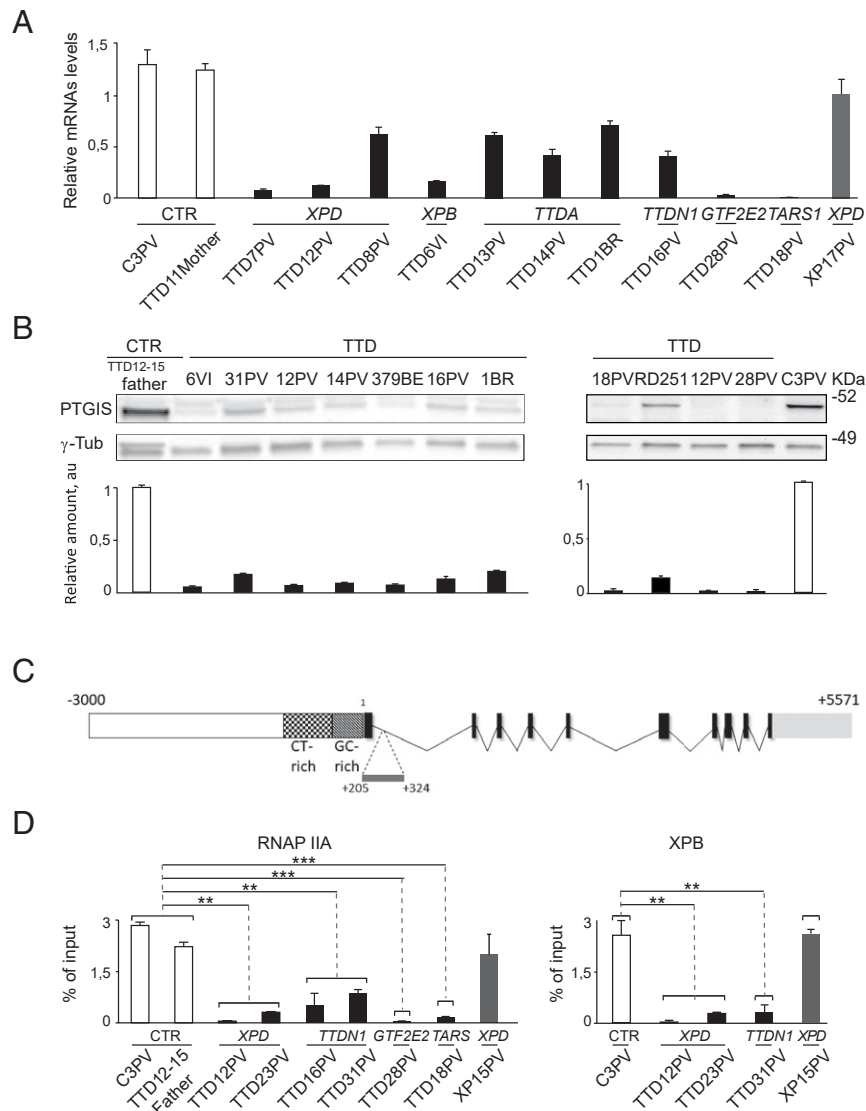 A
Relative mRNAs levels
1,5
1
0,5
0
CTR
XPD
XPB
TTDA
TTDN1 GTF2E2 TARS1 XPD
C3PV
TTD11Mother
TTD7PV
TTD12PV
TTD8PV
TTD6VI
TTD13PV
TTD14PV
TTD1BR
TTD16PV
TTD28PV
TTD18PV
XP17PV
B
CTR
TTD
TTD
TTD12-15
father
6VI 31PV 12PV 14PV 379BE 16PV 1BR
18PV RD251 12PV 28PV C3PV KDa
PTGIS
-52
γ-Tub
-49
Relative amount, au
1
0,5
0
1
0,5
0
C
-3000
1
+5571
CT-
rich
GC-
rich
+205
+324
D
RNAP IIA
XPB
***
***
**
**
**
**
% of input
3
1,5
0
% of input
3
1,5
0
CTR
XPD
TTDN1 GTF2E2 TARS XPD
C3PV
TTD12-15
Father
TTD12PV
TTD23PV
TTD16PV
TTD31PV
TTD28PV
TTD18PV
XP15PV
CTR
XPD
TTDN1 XPD
C3PV
TTD12PV
TTD23PV
TTD31PV
XP15PV